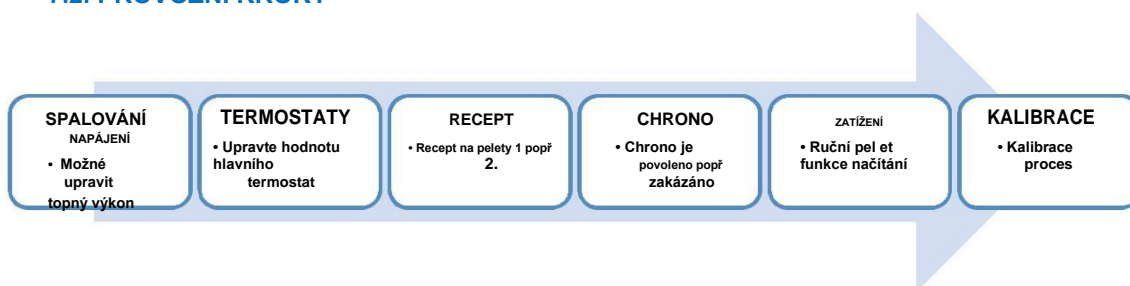 SPALOVÁNÍ
NAPÁJENÍ
• Možné
upravit
topný výkon
TERMOSTATY
• Upravte hodnotu
hlavního
termostat
RECEPT
• Recept na pelety 1 popř
2.
CHRONO
• Chrono je
povoleno popř
zakázáno
ZATÍŽENÍ
• Ruční pel et
funkce načítání
KALIBRACE
• Kalibrace
proces